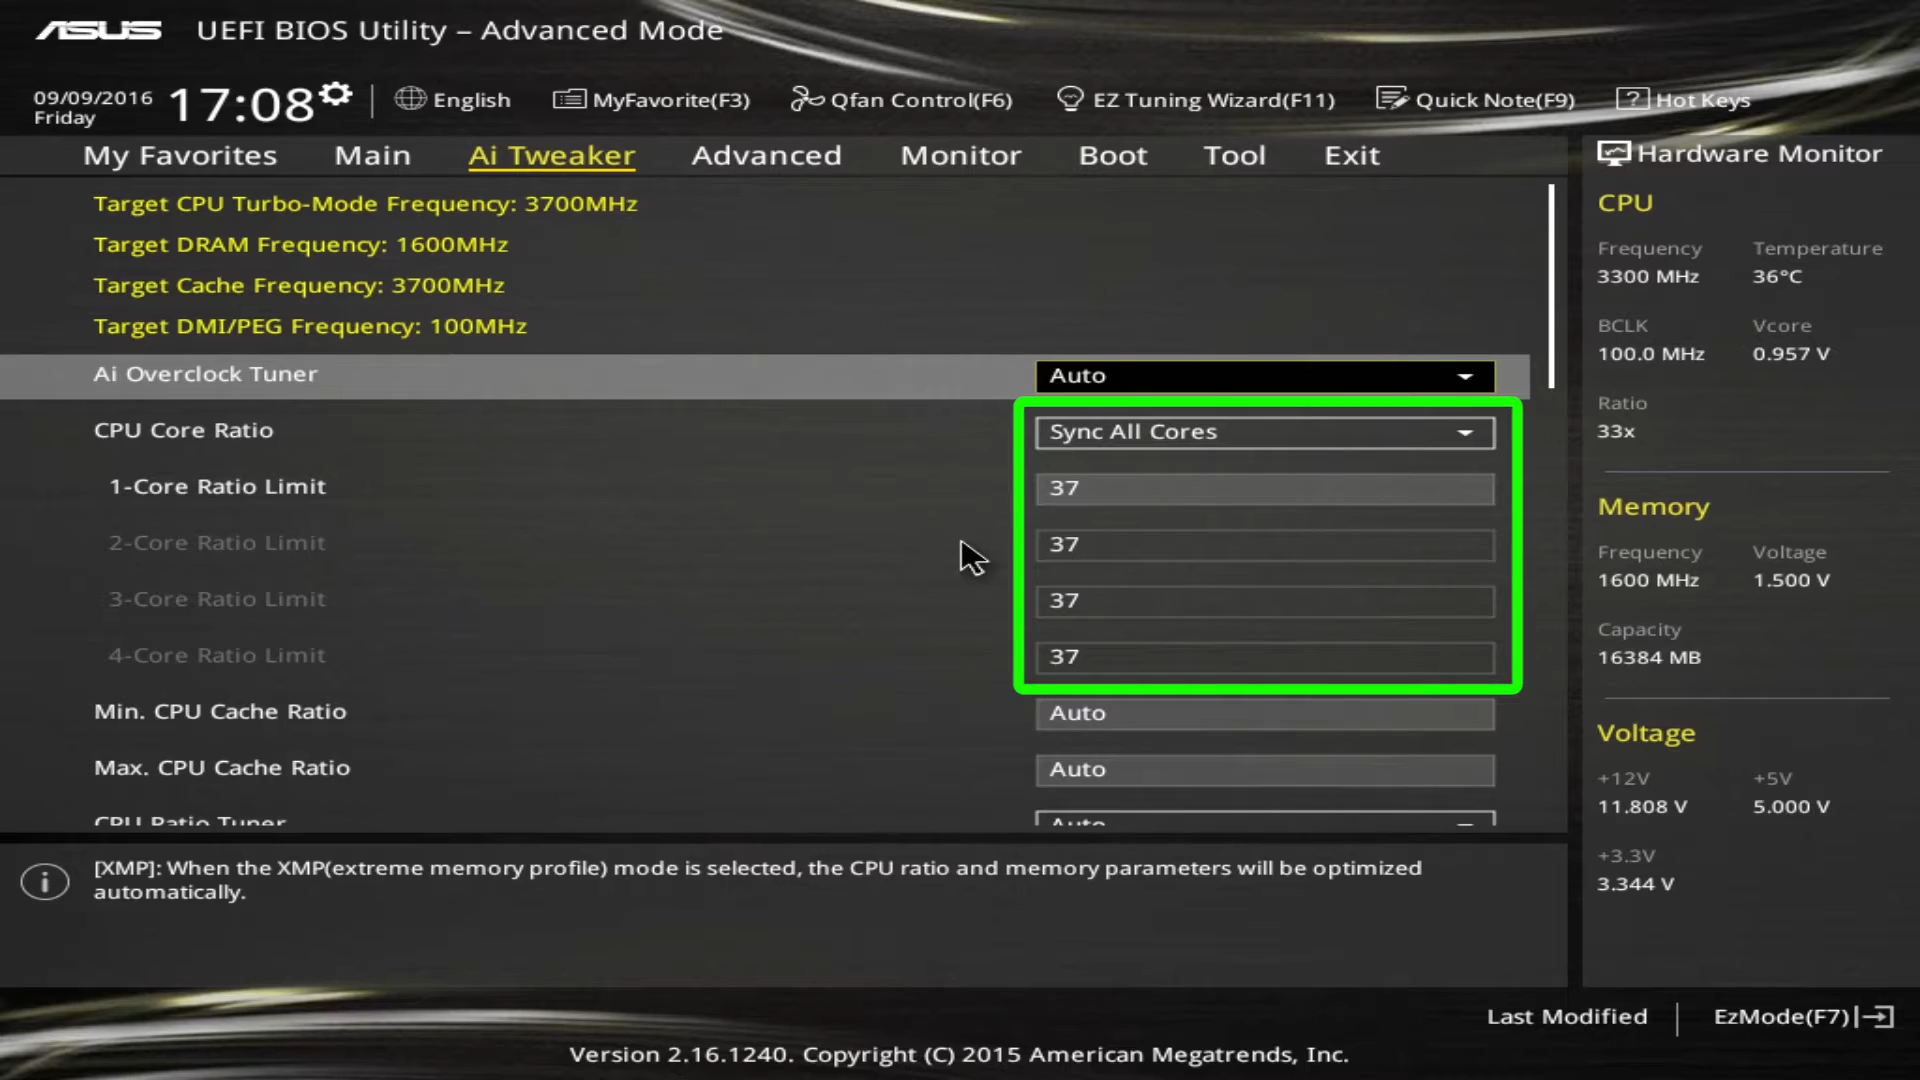 ASUS UEFI BIOS Utility – Advanced Mode
09/09/2016
Friday
17:08
English
MyFavorite(F3)
Qfan Control(F6)
EZ Tuning Wizard(F11)
Quick Note(F9)
? Hot Keys
My Favorites
Main
Ai Tweaker
Advanced
Monitor
Boot
Tool
Exit
Target CPU Turbo-Mode Frequency: 3700MHz
Target DRAM Frequency: 1600MHz
Target Cache Frequency: 3700MHz
Target DMI/PEG Frequency: 100MHz
Ai Overclock Tuner Auto
CPU Core Ratio Sync All Cores
1-Core Ratio Limit 37
2-Core Ratio Limit 37
3-Core Ratio Limit 37
4-Core Ratio Limit 37
Min. CPU Cache Ratio Auto
Max. CPU Cache Ratio Auto
CPU Ratio Tuner Auto
[XMP]: When the XMP(extreme memory profile) mode is selected, the CPU ratio and memory parameters will be optimized
automatically.
Hardware Monitor
CPU
Frequency Temperature
3300 MHz 36°C
BCLK Vcore
100.0 MHz 0.957 V
Ratio
33x
Memory
Frequency Voltage
1600 MHz 1.500 V
Capacity
16384 MB
Voltage
+12V +5V
11.808 V 5.000 V
+3.3V
3.344 V
Last Modified
EzMode(F7)
Version 2.16.1240. Copyright (C) 2015 American Megatrends, Inc.